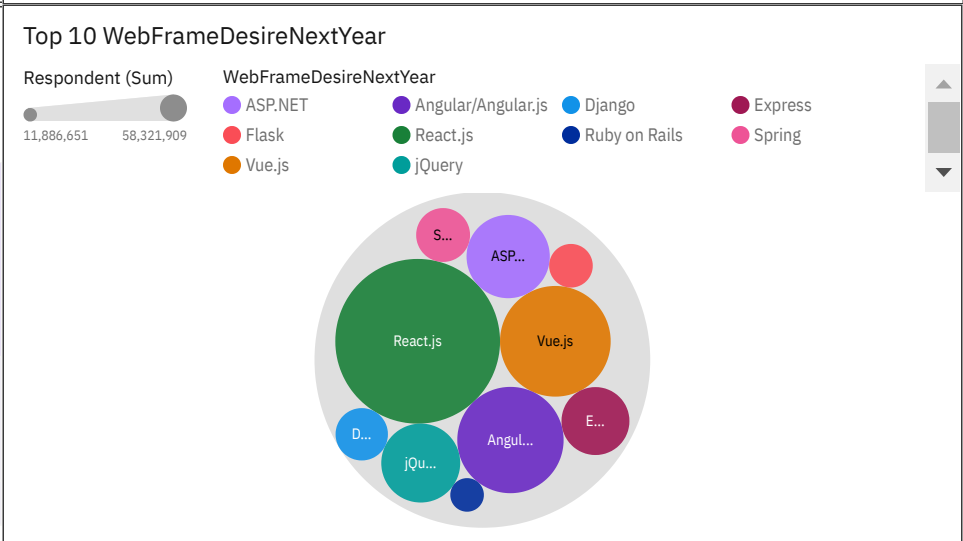 Top 10 WebFrameDesireNextYear
Respondent (Sum)
11,886,651 58,321,909
WebFrameDesireNextYear
ASP.NET Angular/Angular.js Django Express
Flask React.js Ruby on Rails Spring
Vue.js jQuery
S...
ASP...
React.js
Vue.js
E...
D...
Angul...
jQu...